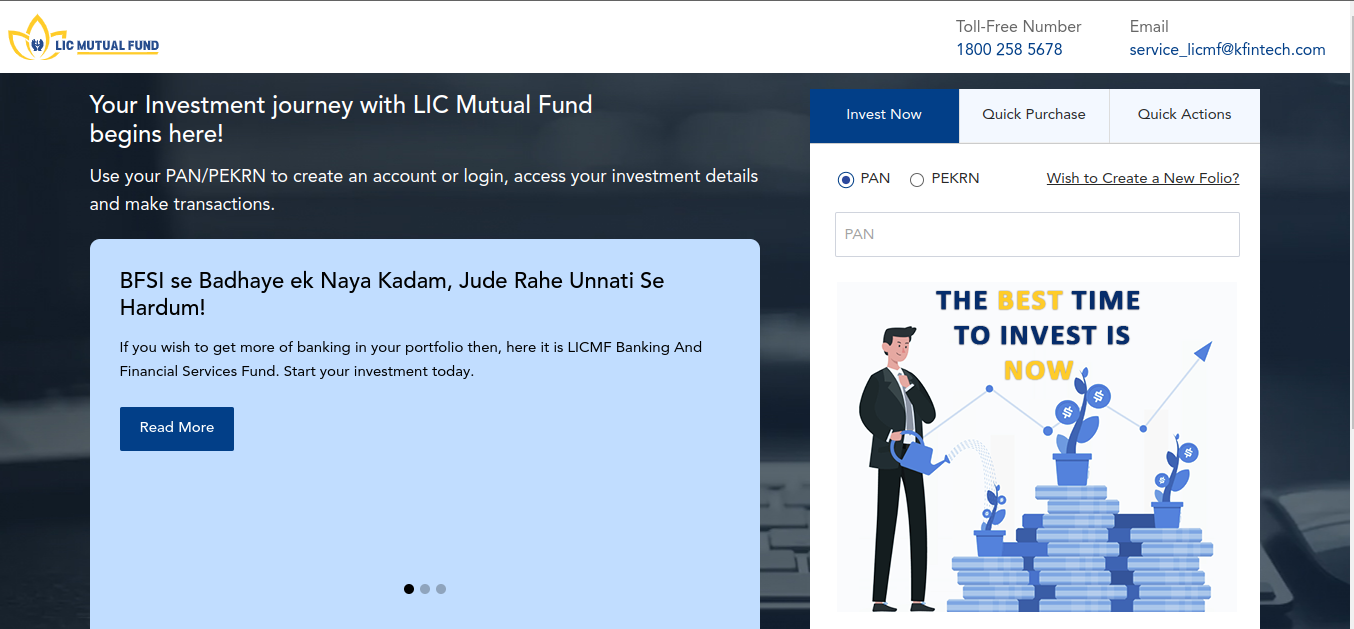 LIC MUTUAL FUND
Toll-Free Number
1800 258 5678
Email
service_licmf@kfintech.com
Your Investment journey with LIC Mutual Fund
begins here!
Use your PAN/PEKRN to create an account or login, access your investment details
and make transactions.
BFSI se Badhaye ek Naya Kadam, Jude Rahe Unnati Se
Hardum!
If you wish to get more of banking in your portfolio then, here it is LICMF Banking And
Financial Services Fund. Start your investment today.
Read More
Invest Now
Quick Purchase
Quick Actions
PAN
PEKRN
Wish to Create a New Folio?
PAN
THE BEST TIME
TO INVEST IS
NOW
$
$
$
$
$
$